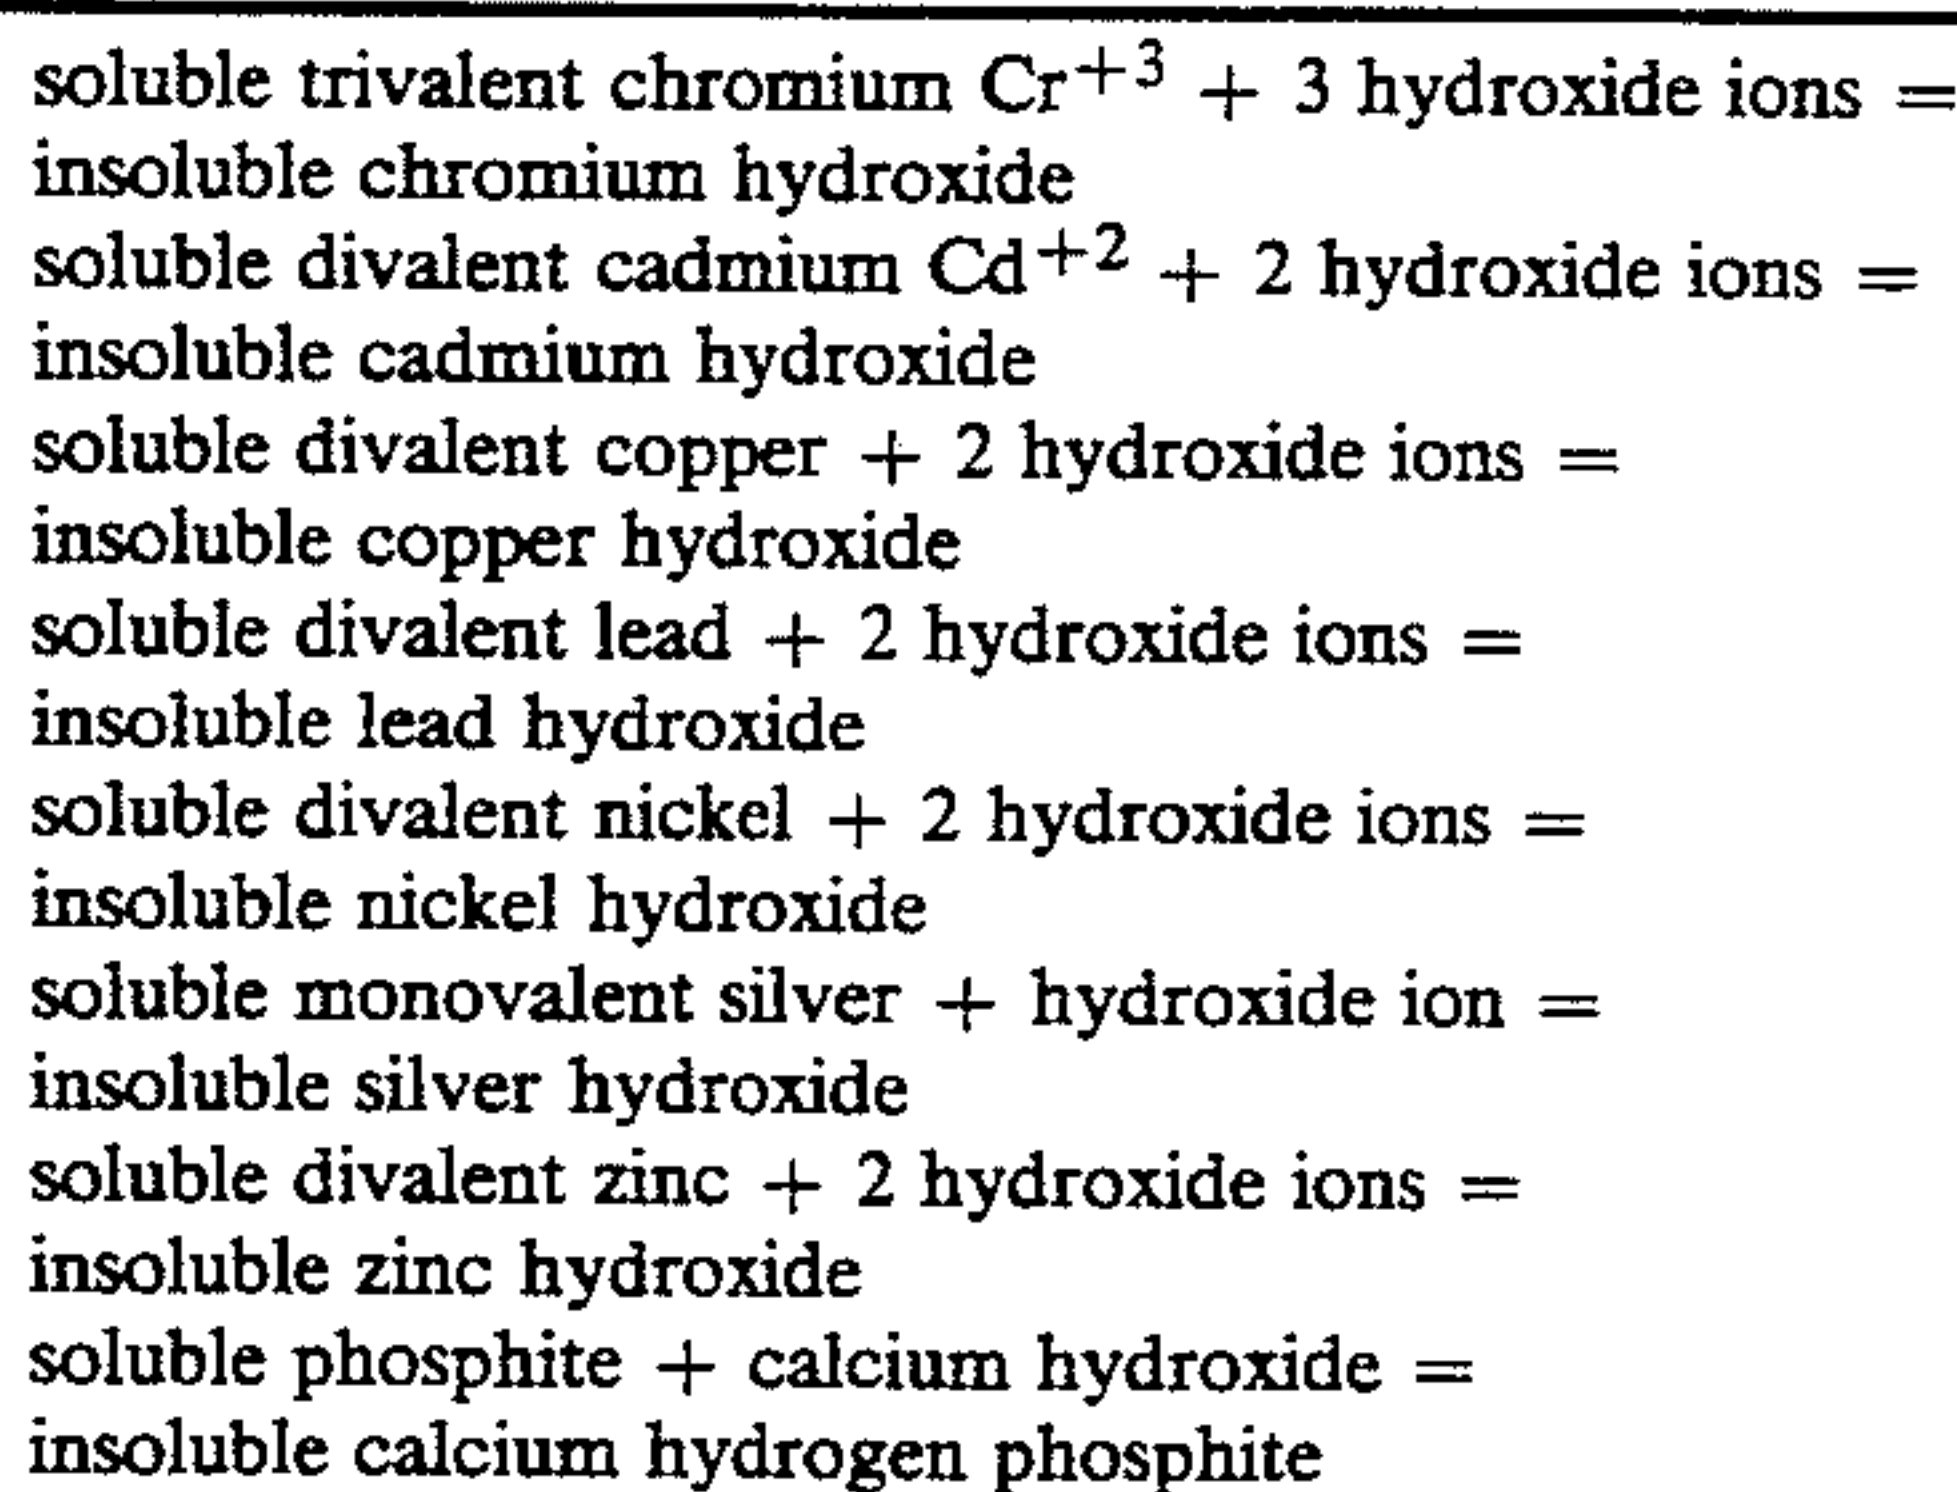 soluble trivalent chromium Cr⁺³ + 3 hydroxide ions =
insoluble chromium hydroxide
soluble divalent cadmium Cd⁺² + 2 hydroxide ions =
insoluble cadmium hydroxide
soluble divalent copper + 2 hydroxide ions =
insoluble copper hydroxide
soluble divalent lead + 2 hydroxide ions =
insoluble lead hydroxide
soluble divalent nickel + 2 hydroxide ions =
insoluble nickel hydroxide
soluble monovalent silver + hydroxide ion =
insoluble silver hydroxide
soluble divalent zinc + 2 hydroxide ions =
insoluble zinc hydroxide
soluble phosphite + calcium hydroxide =
insoluble calcium hydrogen phosphite